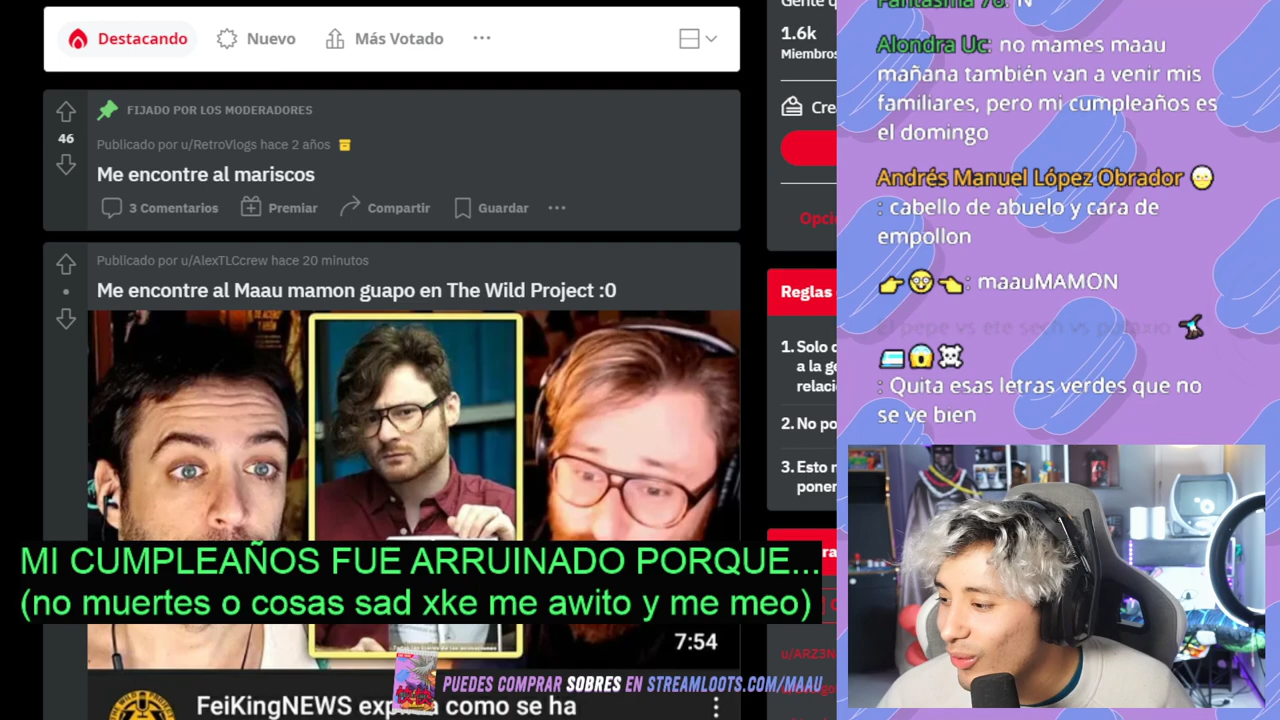 Destacando
Nuevo
Más Votado
FIJADO POR LOS MODERADORES
46
Publicado por u/RetroVlogs hace 2 años
Me encontre al mariscos
3 Comentarios
Premiar
Compartir
Guardar
Publicado por u/AlexTLCcrew hace 20 minutos
Me encontre al Maau mamon guapo en The Wild Project :0
7:54
MI CUMPLEAÑOS FUE ARRUINADO PORQUE...
(no muertes o cosas sad xke me awito y me meo)
PUEDES COMPRAR SOBRES EN STREAMLOOTS.COM/MAAU
FeiKingNEWS como se ha
1.6k
Miembros
Reglas
1. Solo
a la
2. No
3. Esto
Alondra Uc: no mames maau
mañana también van a venir mis
familiares, pero mi cumpleaños es
el domingo
Andrés Manuel López Obrador
: cabello de abuelo y cara de
empollon
: maauMAMON
: Quita esas letras verdes que no
se ve bien